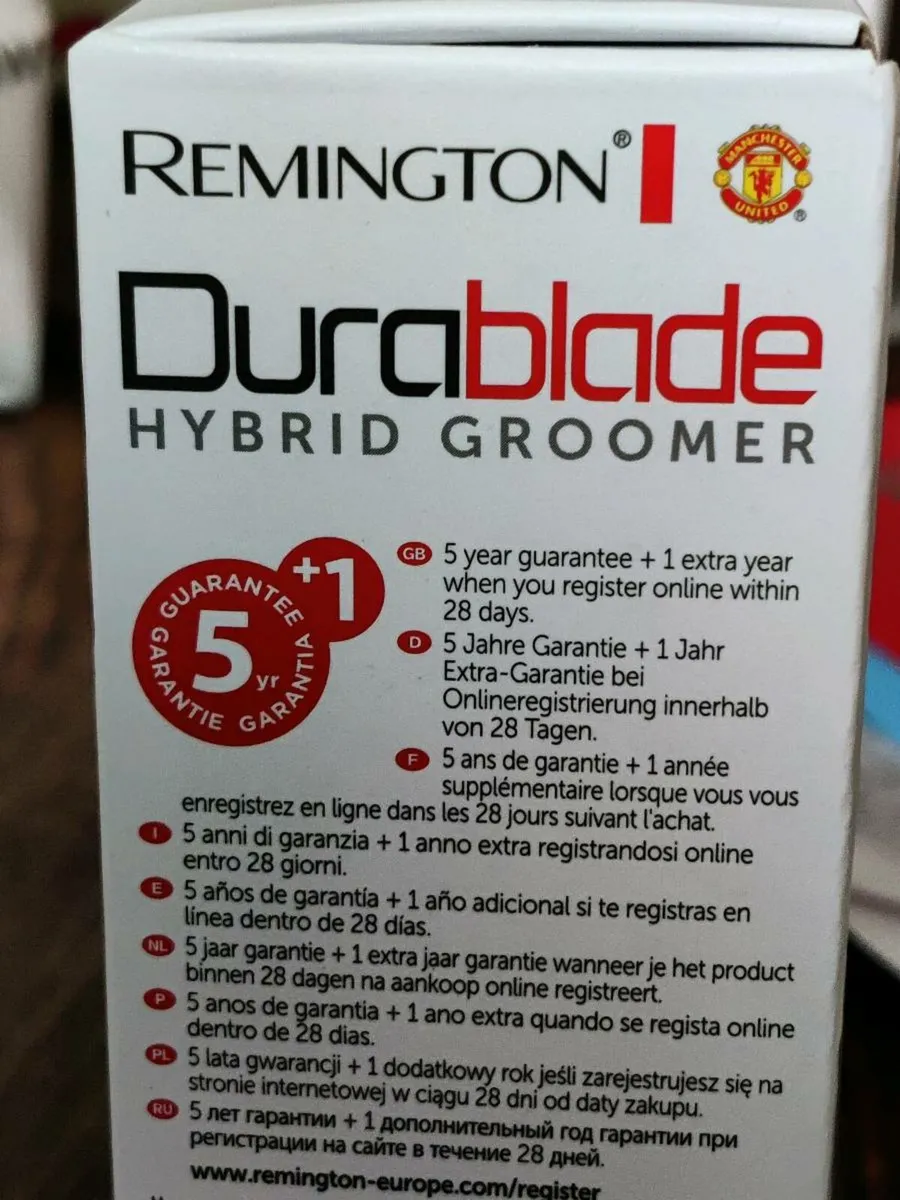 REMINGTON®
MANCHESTER
UNITED ®
Durablade
HYBRID GROOMER
GUARANTEE
GARANTIE
GARANTIA
5 yr
+1
GB 5 year guarantee + 1 extra year
when you register online within
28 days.
D 5 Jahre Garantie + 1 Jahr
Extra-Garantie bei
Onlineregistrierung innerhalb
von 28 Tagen.
F 5 ans de garantie + 1 année
supplémentaire lorsque vous vous
enregistrez en ligne dans les 28 jours suivant l'achat.
I 5 anni di garanzia + 1 anno extra registrandosi online
entro 28 giorni.
E 5 años de garantía + 1 año adicional si te registras en
línea dentro de 28 días.
NL 5 jaar garantie + 1 extra jaar garantie wanneer je het product
binnen 28 dagen na aankoop online registreert.
P 5 anos de garantia + 1 ano extra quando se regista online
dentro de 28 dias.
PL 5 lata gwarancji + 1 dodatkowy rok jeśli zarejestrujesz się na
stronie internetowej w ciągu 28 dni od daty zakupu.
RU 5 лет гарантии + 1 дополнительный год гарантии при
регистрации на сайте в течение 28 дней.
www.remington-europe.com/register